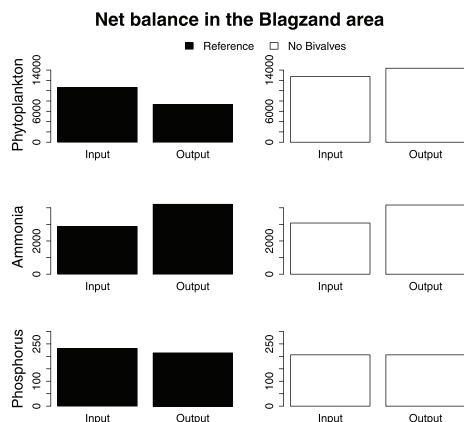 Net balance in the Blagzand area
Reference No Bivalves
Phytoplankton
0 6000 14000
Input Output
0 6000 14000
Input Output
Ammonia
0 2000
Input Output
0 2000
Input Output
Phosphorus
0 100 250
Input Output
0 100 250
Input Output